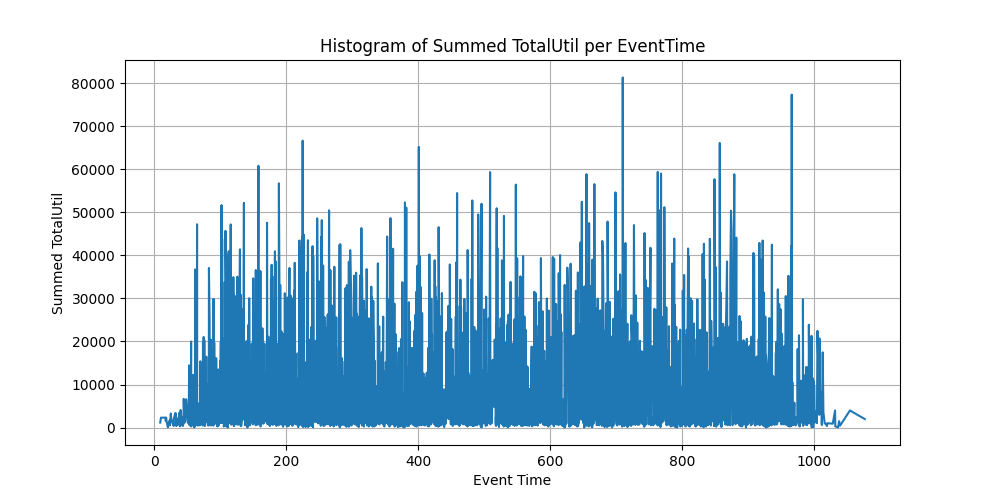 Histogram of Summed TotalUtil per EventTime
80000
70000
60000
50000
40000
30000
20000
10000
0
Summed TotalUtil
0 200 400 600 800 1000
Event Time